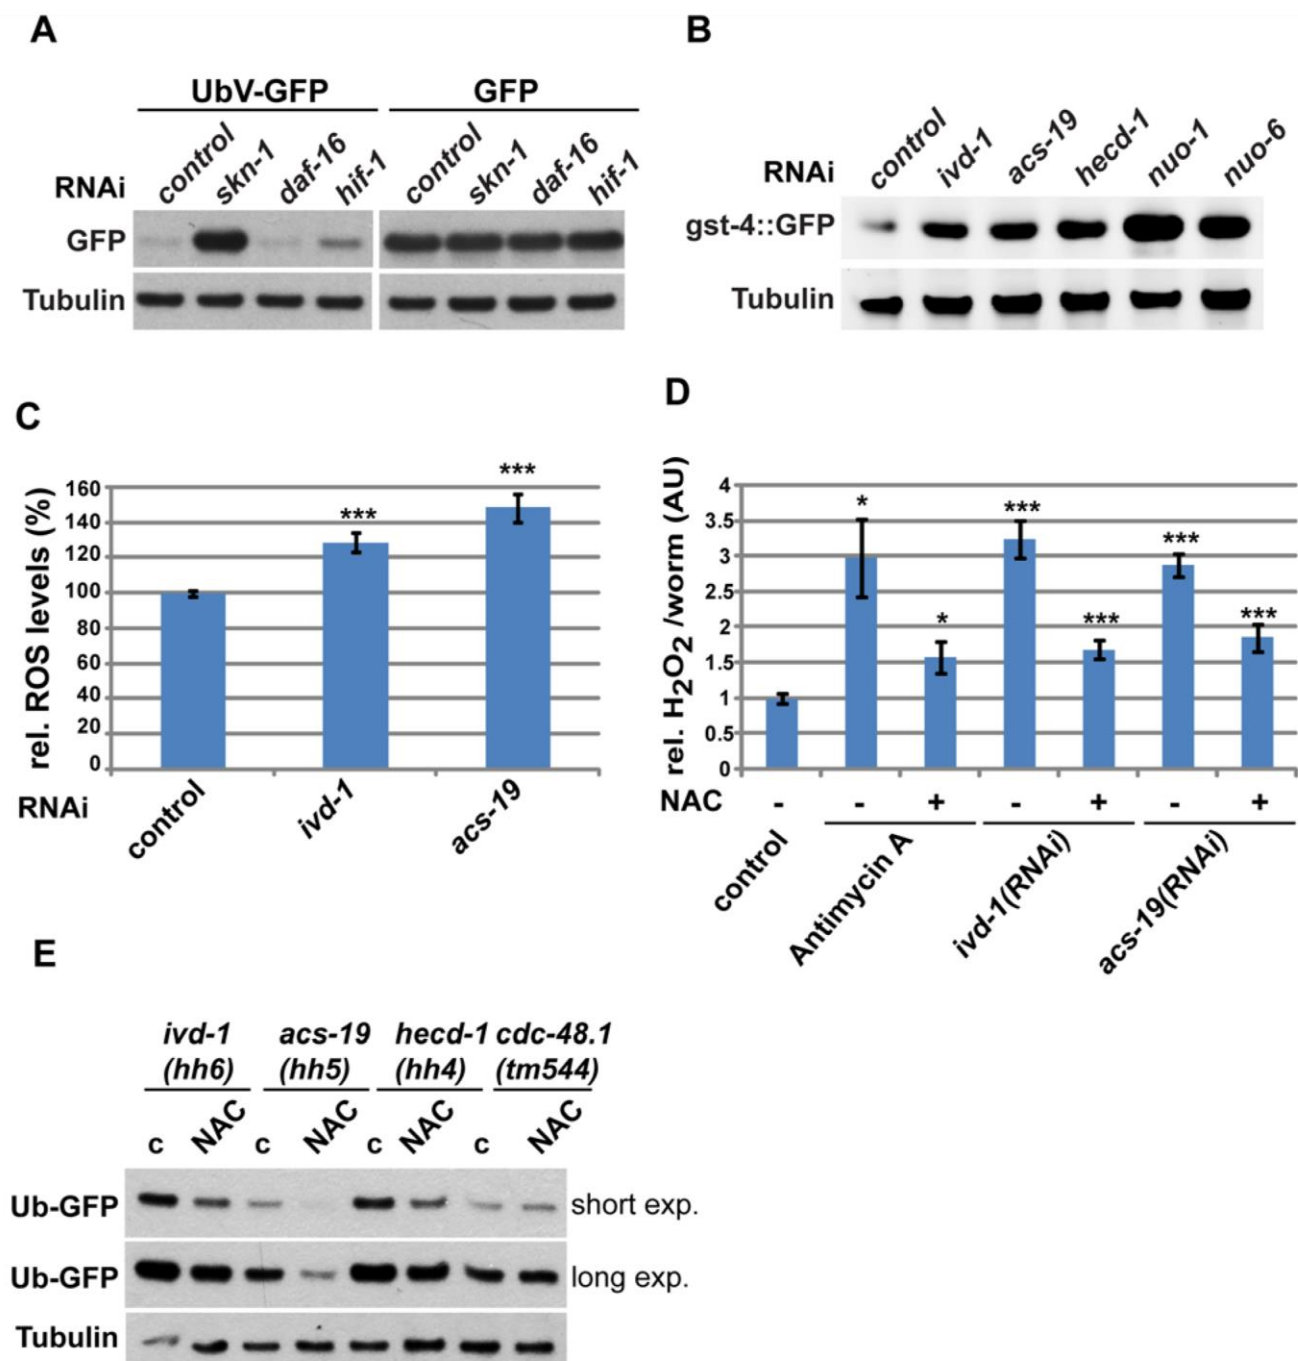 A
UbV-GFP GFP
RNAi control skn-1 daf-16 hif-1 control skn-1 daf-16 hif-1
GFP
Tubulin
B
RNAi control ivd-1 acs-19 hecd-1 nuo-1 nuo-6
gst-4::GFP
Tubulin
C
rel. ROS levels (%)
160
140
120
100
80
60
40
20
0
*** ***
RNAi control ivd-1 acs-19
D
rel. H2O2 /worm (AU)
4
3.5
3
2.5
2
1.5
1
0.5
0
* * *** *** *** ***
NAC - - + - + - +
control Antimycin A ivd-1(RNAi) acs-19(RNAi)
E
ivd-1 acs-19 hecd-1 cdc-48.1
(hh6) (hh5) (hh4) (tm544)
c NAC c NAC c NAC c NAC
Ub-GFP short exp.
Ub-GFP long exp.
Tubulin